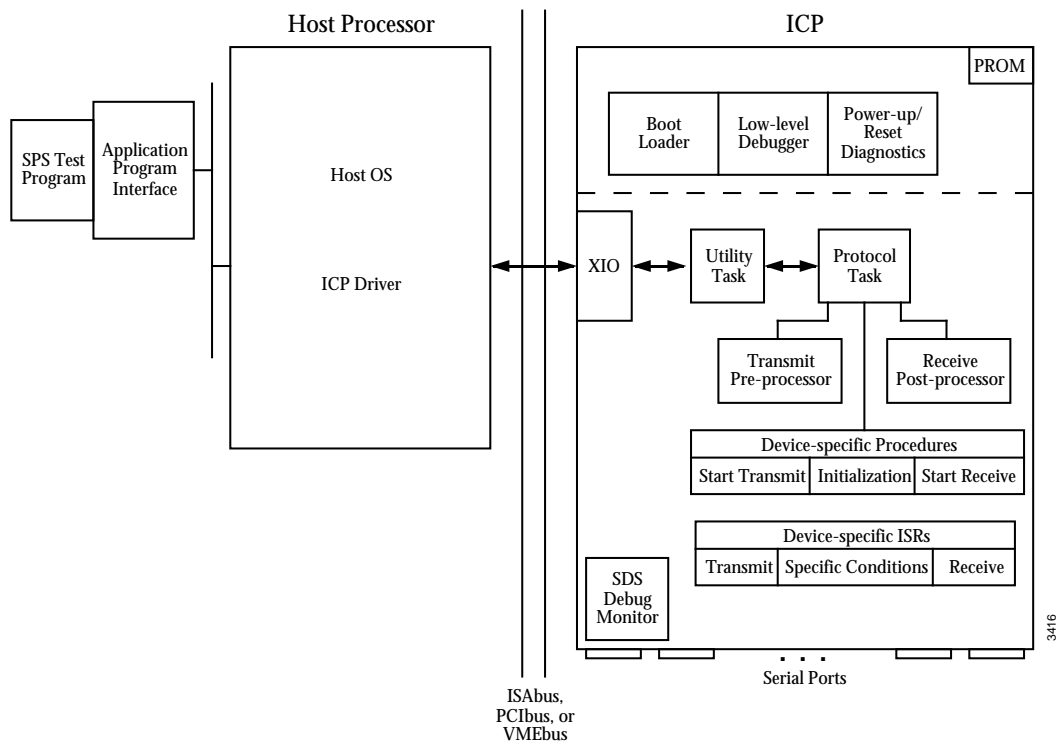 Host Processor
ICP
PROM
Boot
Loader
Low-level
Debugger
Power-up/
Reset
Diagnostics
SPS Test
Program
Application
Program
Interface
Host OS
ICP Driver
XIO
Utility
Task
Protocol
Task
Transmit
Pre-processor
Receive
Post-processor
Device-specific Procedures
Start Transmit
Initialization
Start Receive
Device-specific ISRs
Transmit
Specific Conditions
Receive
SDS
Debug
Monitor
3416
. . .
Serial Ports
ISAbus,
PCIbus, or
VMEbus